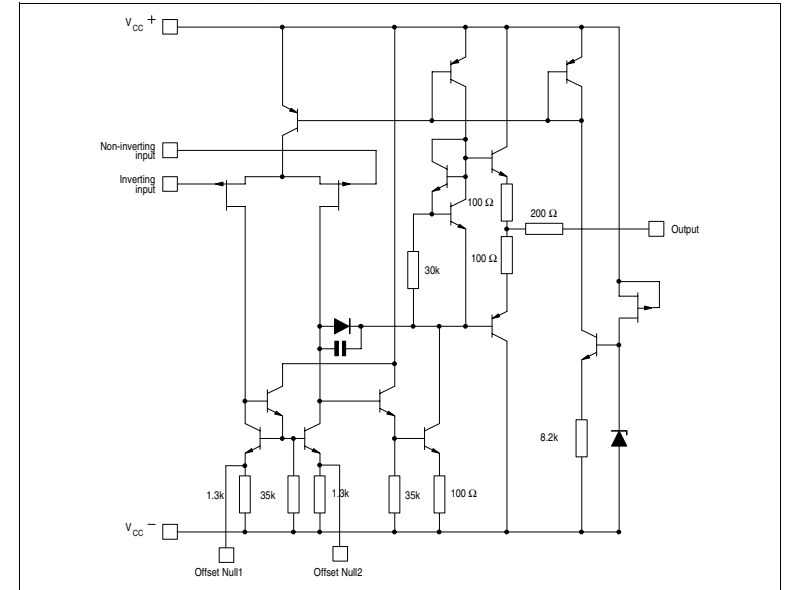 VCC +
Non-inverting
input
Inverting
input
100 Ω
200 Ω
Output
100 Ω
30k
8.2k
1.3k
35k
1.3k
35k
100 Ω
VCC −
Offset Null1
Offset Null2